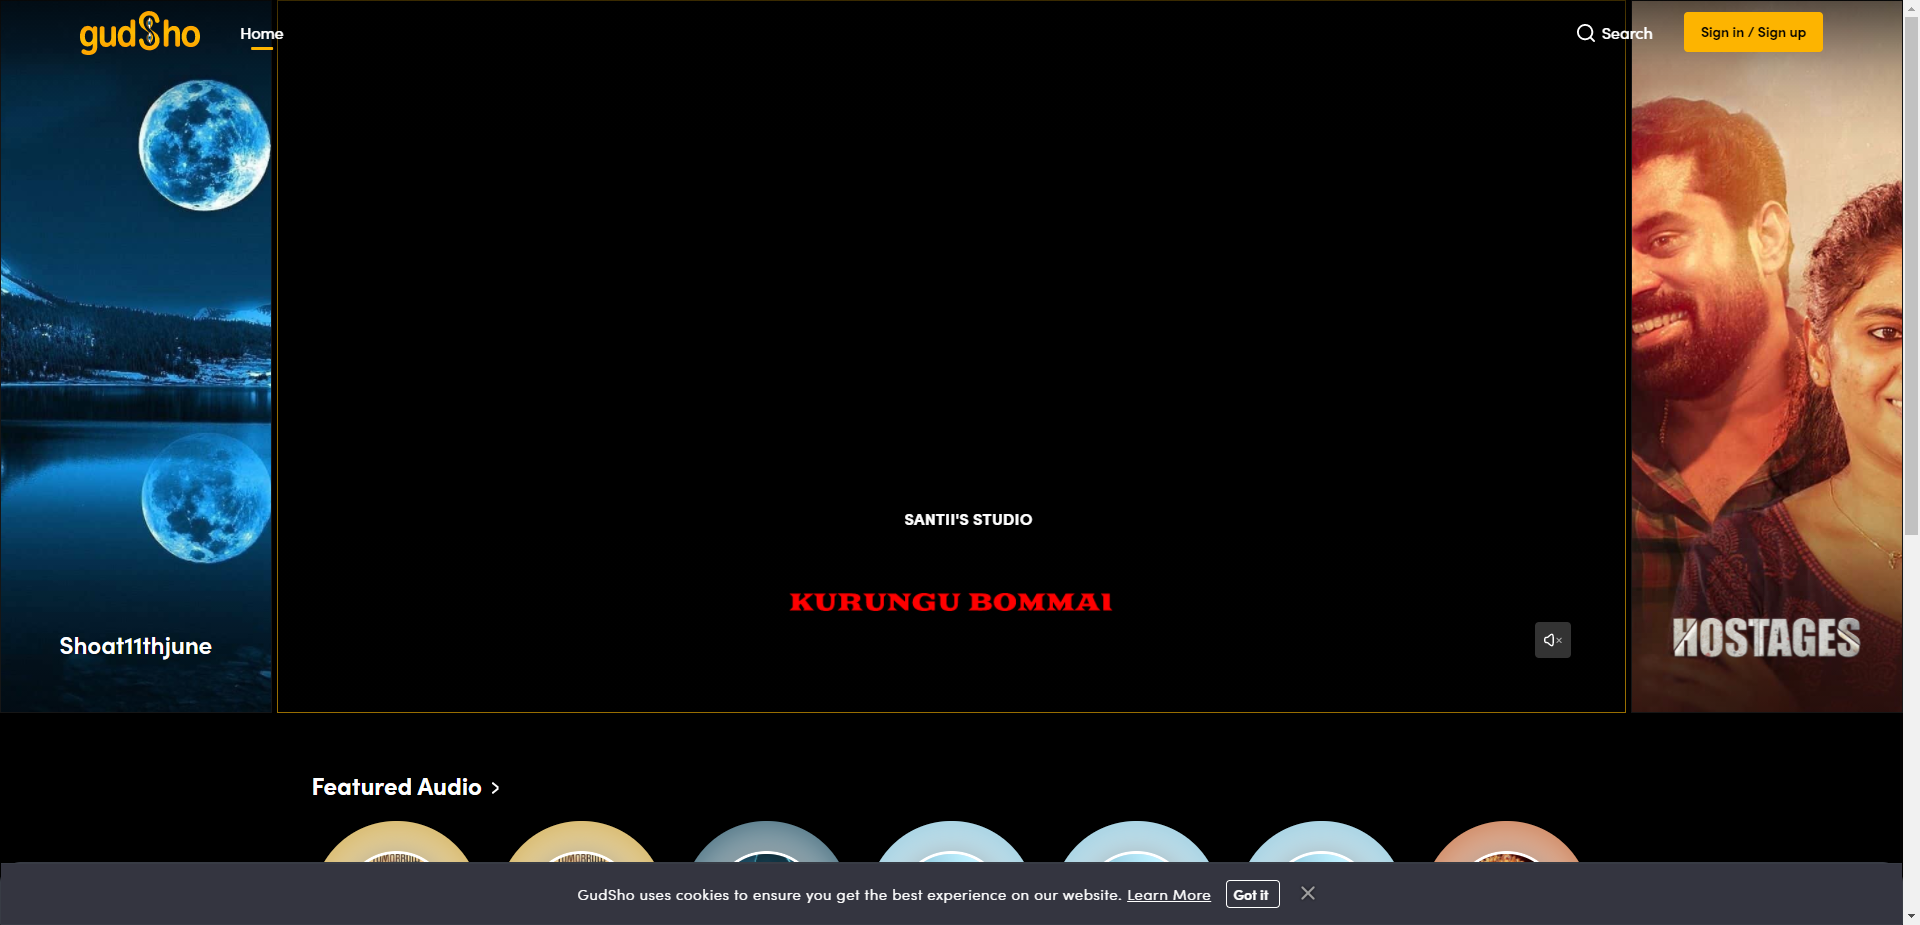 gudSho
Home
Search
Sign in / Sign up
SANTII'S STUDIO
KURUNGU BOMMAI
Shoat11thjune
HOSTAGES
Featured Audio >
GudSho uses cookies to ensure you get the best experience on our website. Learn More
Got it